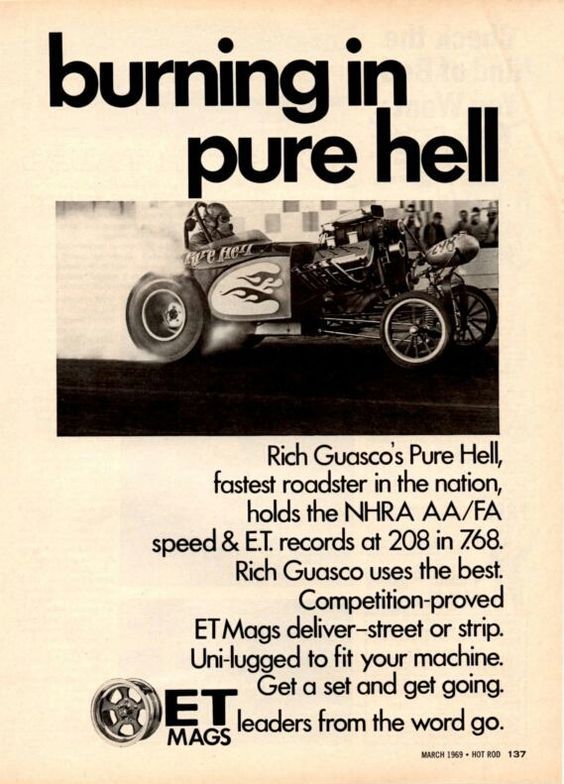 burning in
pure hell
Pure Hell
Rich Guasco's Pure Hell,
fastest roadster in the nation,
holds the NHRA AA/FA
speed & E.T. records at 208 in 7.68.
Rich Guasco uses the best.
Competition-proved
ET Mags deliver–street or strip.
Uni-lugged to fit your machine.
Get a set and get going.
ET
MAGS
leaders from the word go.
MARCH 1969 • HOT ROD 137